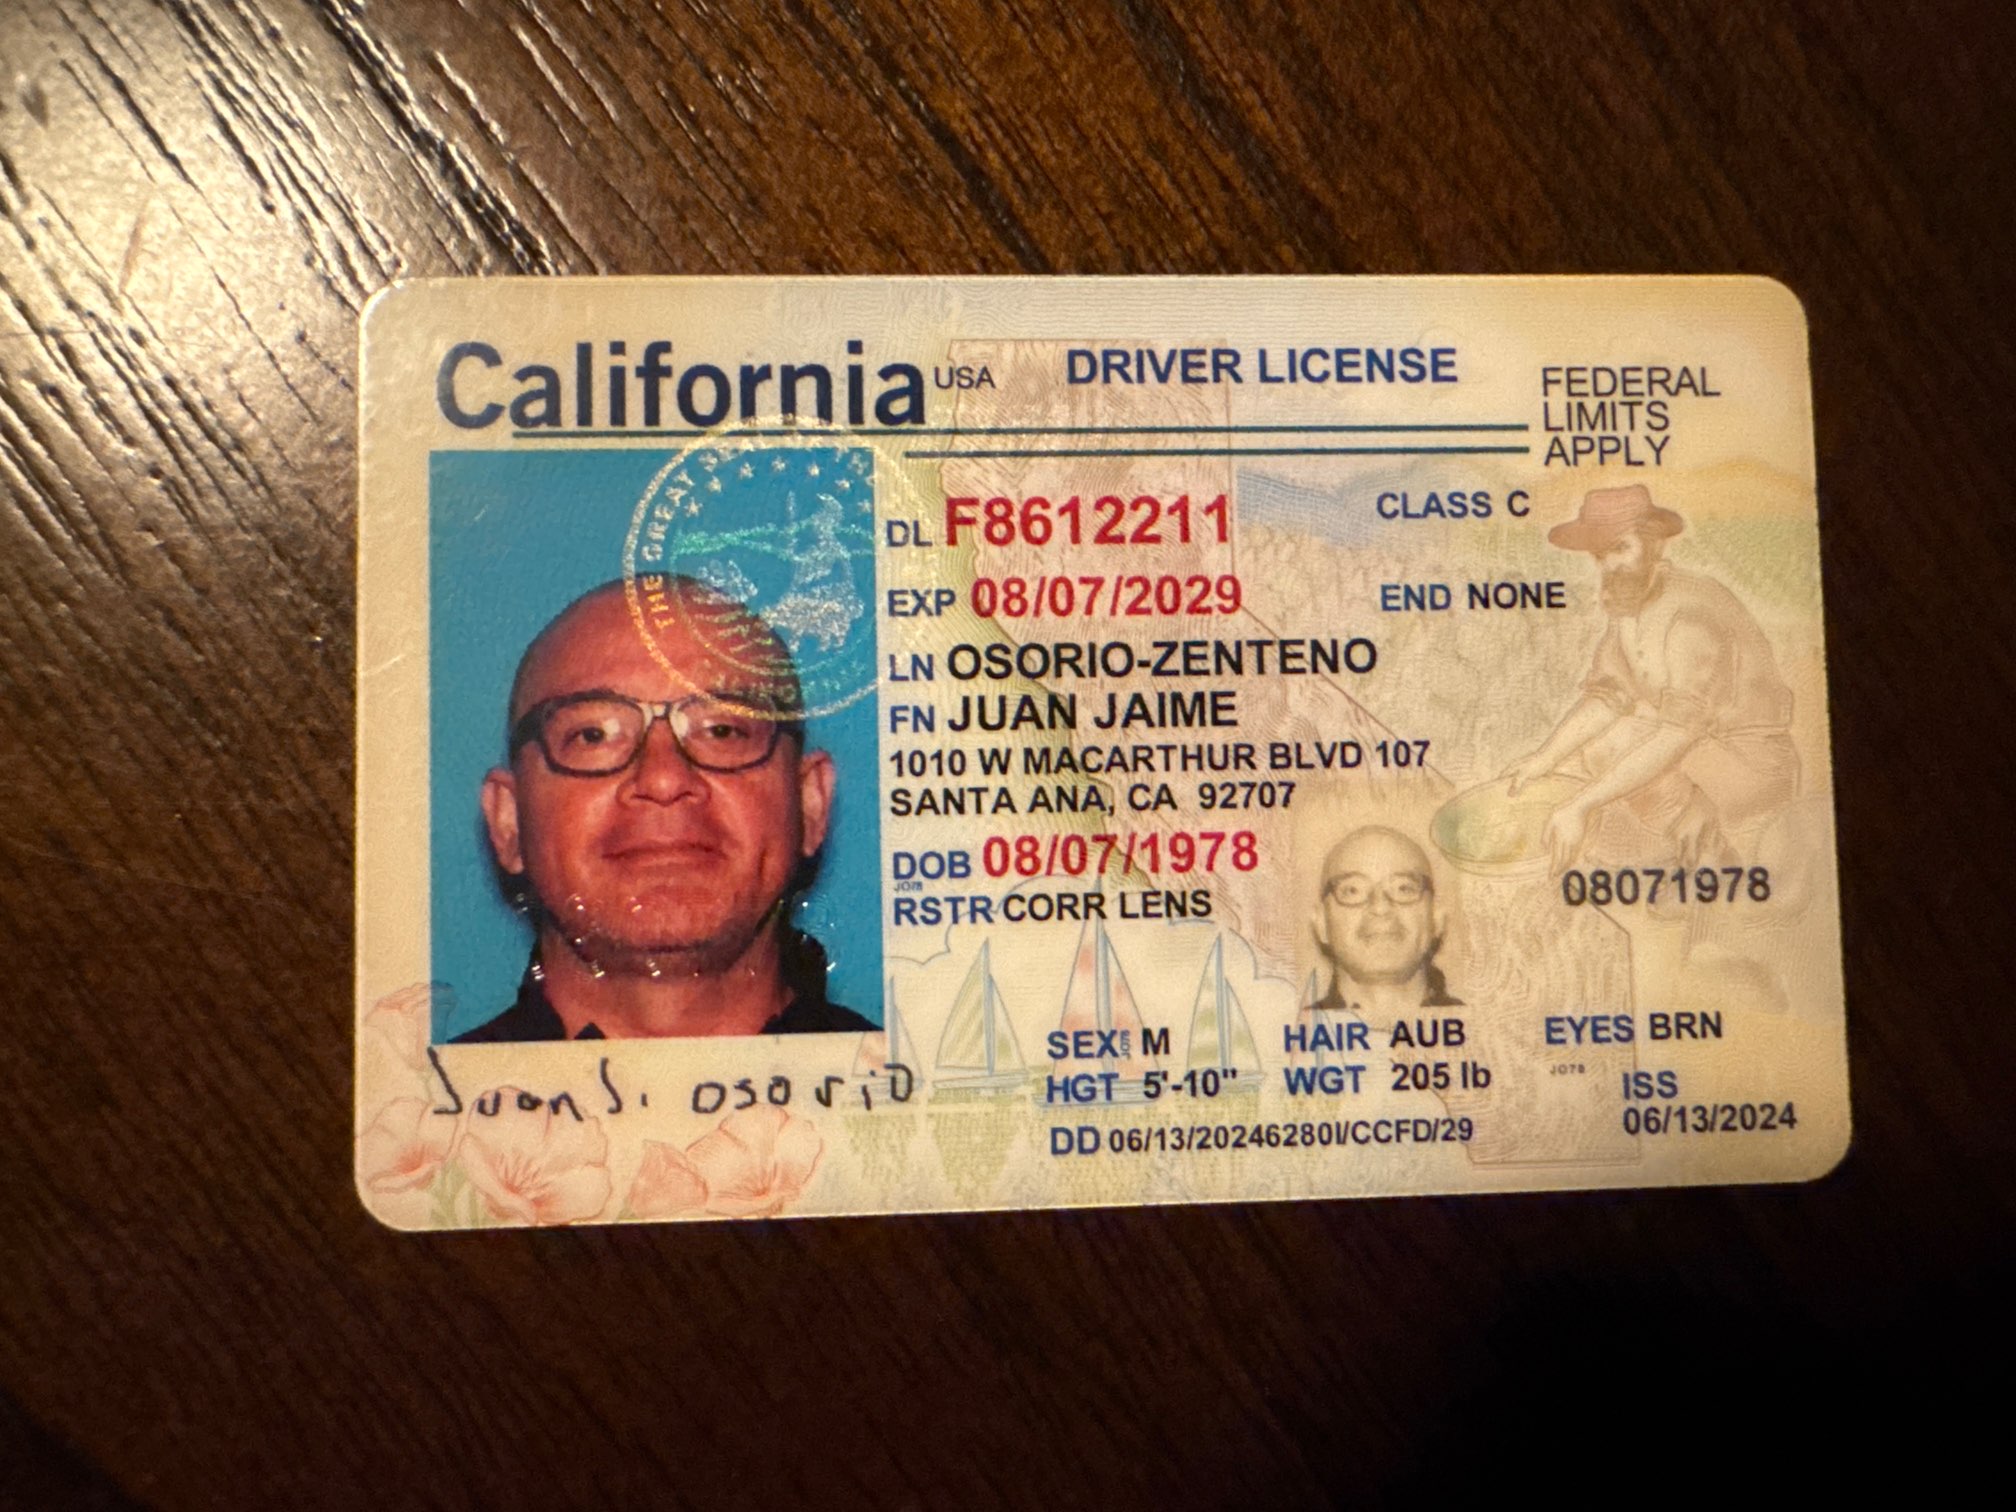 California USA DRIVER LICENSE
FEDERAL
LIMITS
APPLY
DL F8612211
CLASS C
EXP 08/07/2029
END NONE
LN OSORIO-ZENTENO
FN JUAN JAIME
1010 W MACARTHUR BLVD 107
SANTA ANA, CA 92707
DOB 08/07/1978
RSTR CORR LENS
08071978
SEX M
HAIR AUB
EYES BRN
HGT 5'-10"
WGT 205 lb
ISS
06/13/2024
DD 06/13/20246280I/CCFD/29
Juan J. osorio
THE GREAT SE